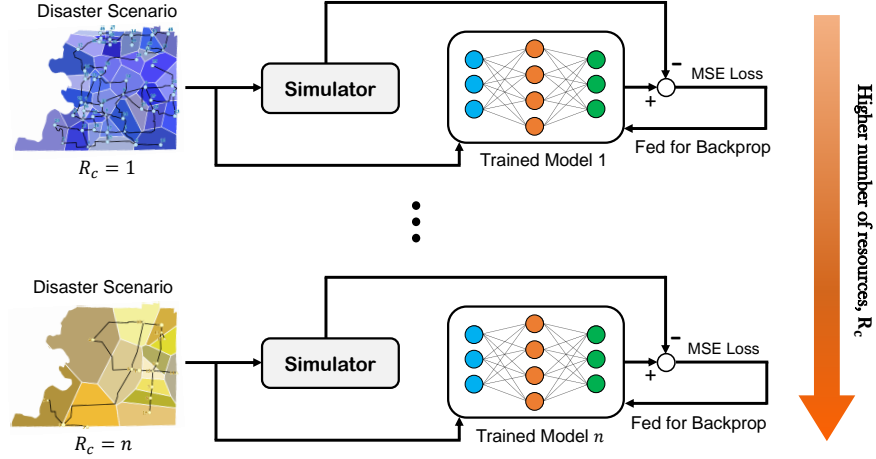 Disaster Scenario
Simulator
− MSE Loss
+
Trained Model 1
Fed for Backprop
R_c = 1
Disaster Scenario
Simulator
− MSE Loss
+
Trained Model n
Fed for Backprop
R_c = n
Higher number of resources, R_c